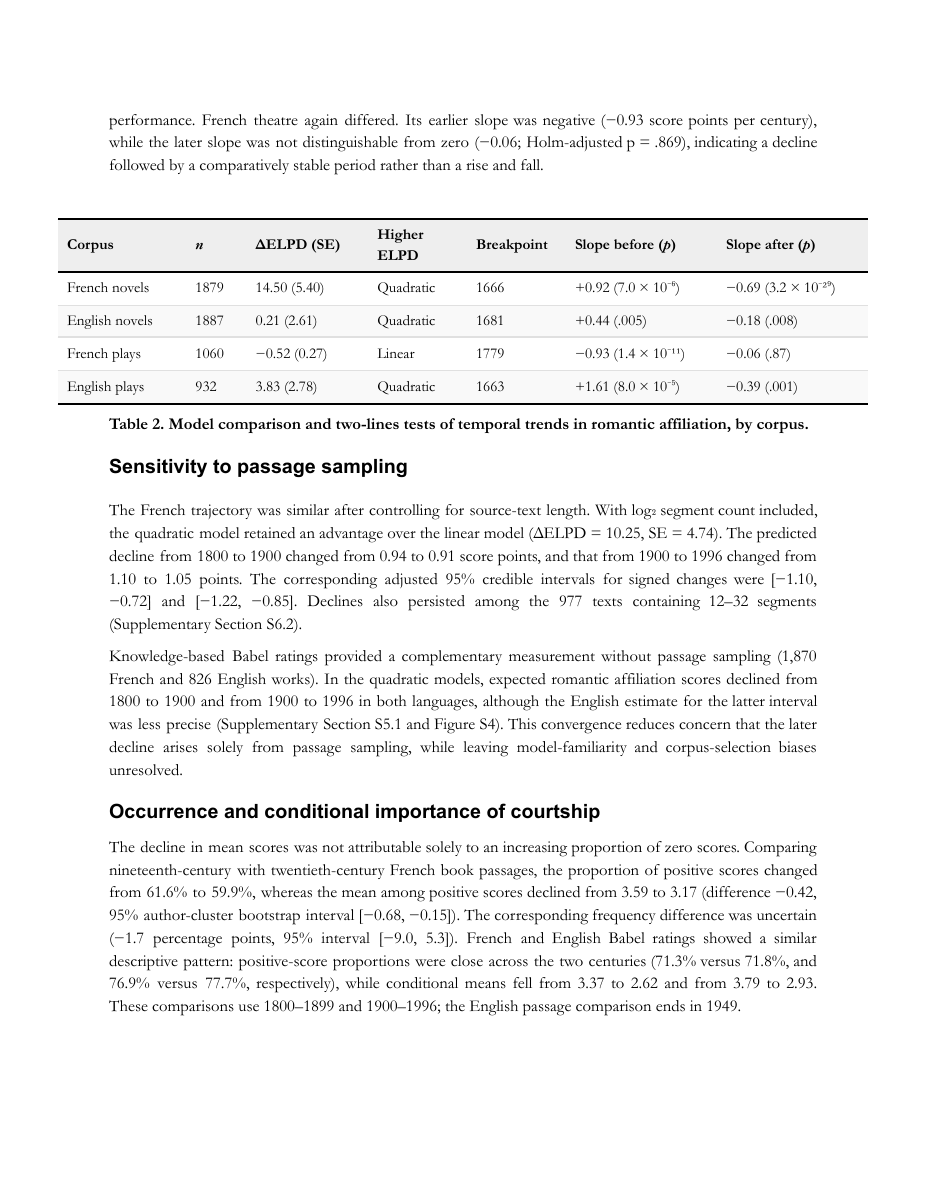 performance. French theatre again differed. Its earlier slope was negative (−0.93 score points per century),
while the later slope was not distinguishable from zero (−0.06; Holm-adjusted p = .869), indicating a decline
followed by a comparatively stable period rather than a rise and fall.
Corpus n ΔELPD (SE) Higher ELPD Breakpoint Slope before (p) Slope after (p)
French novels 1879 14.50 (5.40) Quadratic 1666 +0.92 (7.0 × 10⁻⁶) −0.69 (3.2 × 10⁻²⁹)
English novels 1887 0.21 (2.61) Quadratic 1681 +0.44 (.005) −0.18 (.008)
French plays 1060 −0.52 (0.27) Linear 1779 −0.93 (1.4 × 10⁻¹¹) −0.06 (.87)
English plays 932 3.83 (2.78) Quadratic 1663 +1.61 (8.0 × 10⁻⁵) −0.39 (.001)
Table 2. Model comparison and two-lines tests of temporal trends in romantic affiliation, by corpus.
Sensitivity to passage sampling
The French trajectory was similar after controlling for source-text length. With log₂ segment count included,
the quadratic model retained an advantage over the linear model (ΔELPD = 10.25, SE = 4.74). The predicted
decline from 1800 to 1900 changed from 0.94 to 0.91 score points, and that from 1900 to 1996 changed from
1.10 to 1.05 points. The corresponding adjusted 95% credible intervals for signed changes were [−1.10,
−0.72] and [−1.22, −0.85]. Declines also persisted among the 977 texts containing 12–32 segments
(Supplementary Section S6.2).
Knowledge-based Babel ratings provided a complementary measurement without passage sampling (1,870
French and 826 English works). In the quadratic models, expected romantic affiliation scores declined from
1800 to 1900 and from 1900 to 1996 in both languages, although the English estimate for the latter interval
was less precise (Supplementary Section S5.1 and Figure S4). This convergence reduces concern that the later
decline arises solely from passage sampling, while leaving model-familiarity and corpus-selection biases
unresolved.
Occurrence and conditional importance of courtship
The decline in mean scores was not attributable solely to an increasing proportion of zero scores. Comparing
nineteenth-century with twentieth-century French book passages, the proportion of positive scores changed
from 61.6% to 59.9%, whereas the mean among positive scores declined from 3.59 to 3.17 (difference −0.42,
95% author-cluster bootstrap interval [−0.68, −0.15]). The corresponding frequency difference was uncertain
(−1.7 percentage points, 95% interval [−9.0, 5.3]). French and English Babel ratings showed a similar
descriptive pattern: positive-score proportions were close across the two centuries (71.3% versus 71.8%, and
76.9% versus 77.7%, respectively), while conditional means fell from 3.37 to 2.62 and from 3.79 to 2.93.
These comparisons use 1800–1899 and 1900–1996; the English passage comparison ends in 1949.